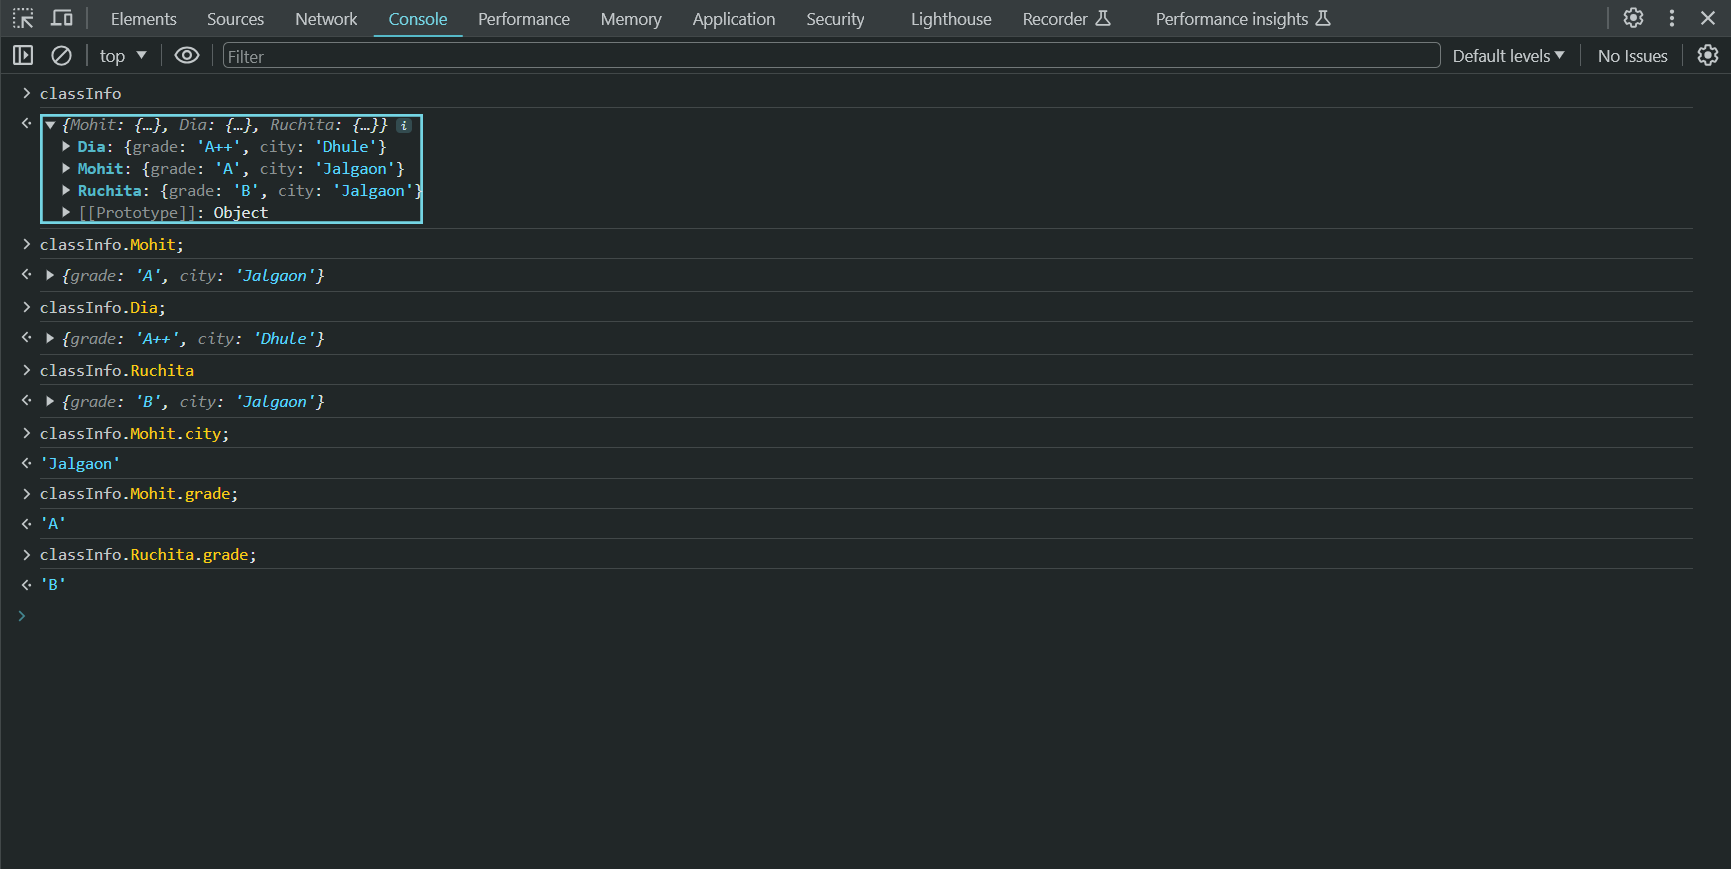 Elements Sources Network Console Performance Memory Application Security Lighthouse Recorder Performance insights
top Filter Default levels No Issues
classInfo
{Mohit: {…}, Dia: {…}, Ruchita: {…}} i
Dia: {grade: 'A++', city: 'Dhule'}
Mohit: {grade: 'A', city: 'Jalgaon'}
Ruchita: {grade: 'B', city: 'Jalgaon'}
[[Prototype]]: Object
classInfo.Mohit;
{grade: 'A', city: 'Jalgaon'}
classInfo.Dia;
{grade: 'A++', city: 'Dhule'}
classInfo.Ruchita
{grade: 'B', city: 'Jalgaon'}
classInfo.Mohit.city;
'Jalgaon'
classInfo.Mohit.grade;
'A'
classInfo.Ruchita.grade;
'B'